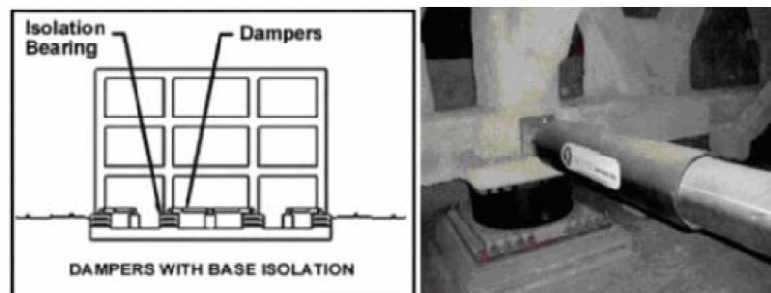 Isolation
Bearing
Dampers
DAMPERS WITH BASE ISOLATION